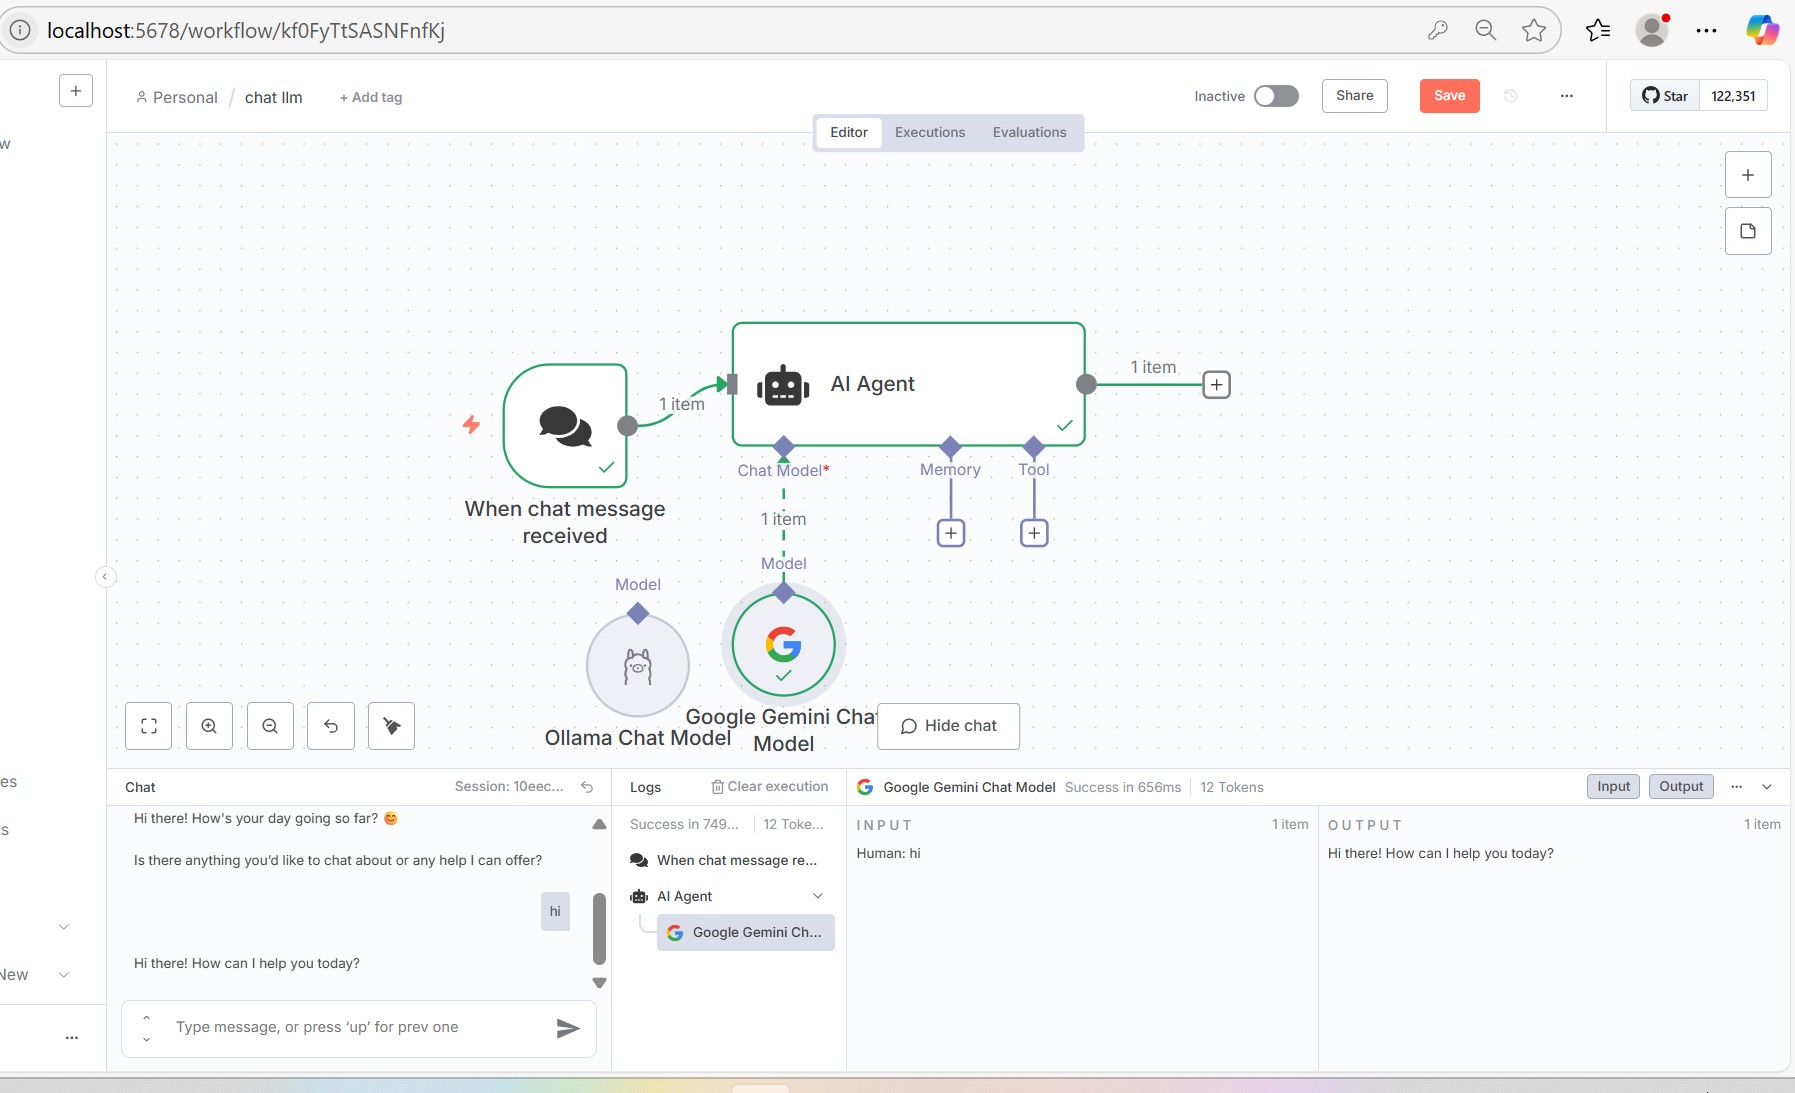 localhost:5678/workflow/kf0FyTtSASNFnfKj
Personal / chat llm + Add tag
Inactive
Share
Save
Star 122,351
Editor Executions Evaluations
w
1 item
AI Agent
1 item
Chat Model*
Memory
Tool
When chat message
received
1 item
Model
Model
Google Gemini Cha
Model
Ollama Chat Model
Hide chat
es
s
New
Chat
Session: 10eec...
Hi there! How's your day going so far? 😊
Is there anything you'd like to chat about or any help I can offer?
hi
Hi there! How can I help you today?
Type message, or press ‘up’ for prev one
Logs
Clear execution
Success in 749... 12 Toke...
When chat message re...
AI Agent
Google Gemini Ch...
Google Gemini Chat Model Success in 656ms 12 Tokens
Input
Output
INPUT
1 item
Human: hi
OUTPUT
1 item
Hi there! How can I help you today?